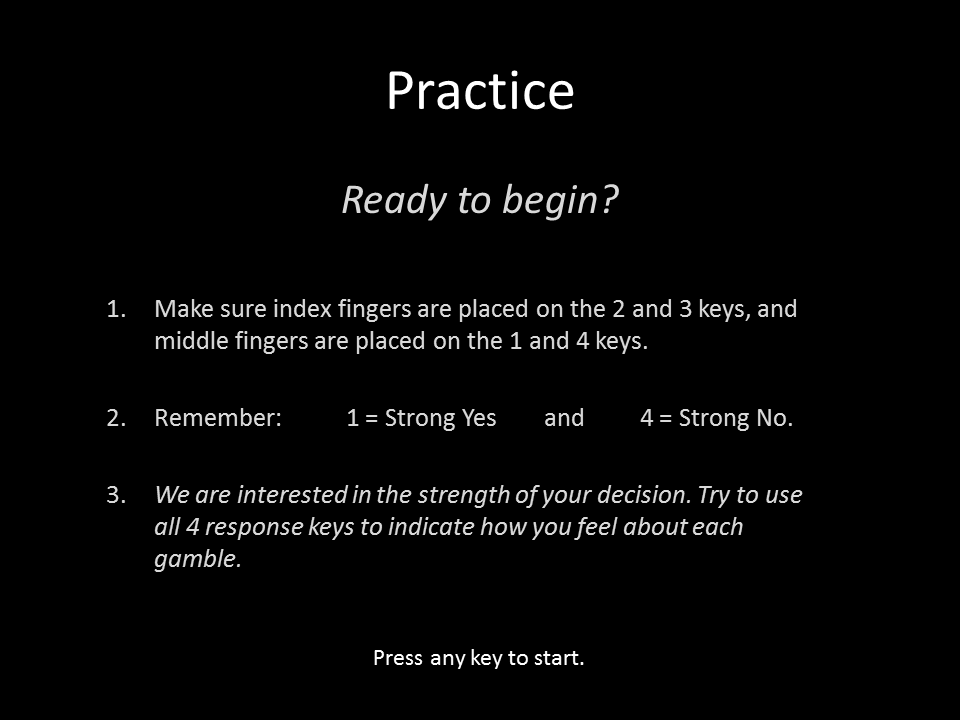 Practice
Ready to begin?
1. Make sure index fingers are placed on the 2 and 3 keys, and
middle fingers are placed on the 1 and 4 keys.
2. Remember: 1 = Strong Yes and 4 = Strong No.
3. We are interested in the strength of your decision. Try to use
all 4 response keys to indicate how you feel about each
gamble.
Press any key to start.